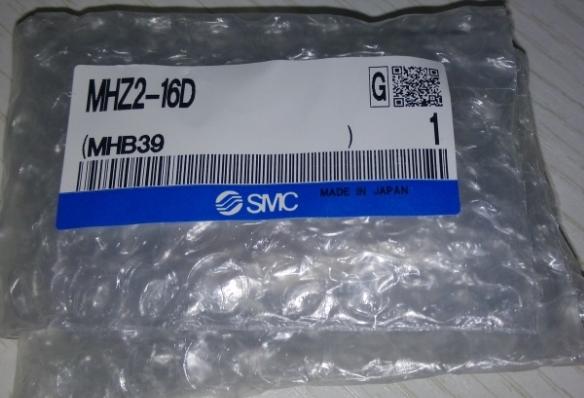 MHZ2-16D
G
(MHB39 )
1
SMC
MADE IN JAPAN